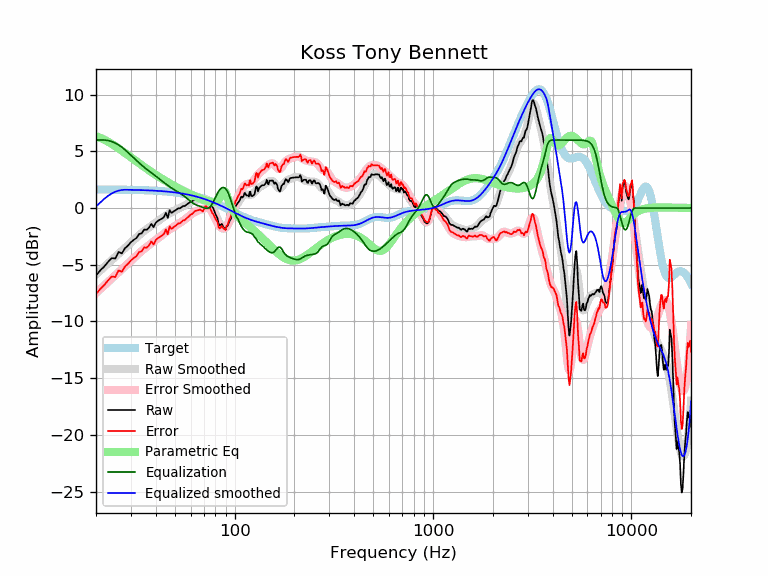 Koss Tony Bennett
10
5
0
−5
−10
−15
−20
−25
Amplitude (dBr)
Target
Raw Smoothed
Error Smoothed
Raw
Error
Parametric Eq
Equalization
Equalized smoothed
100
1000
10000
Frequency (Hz)